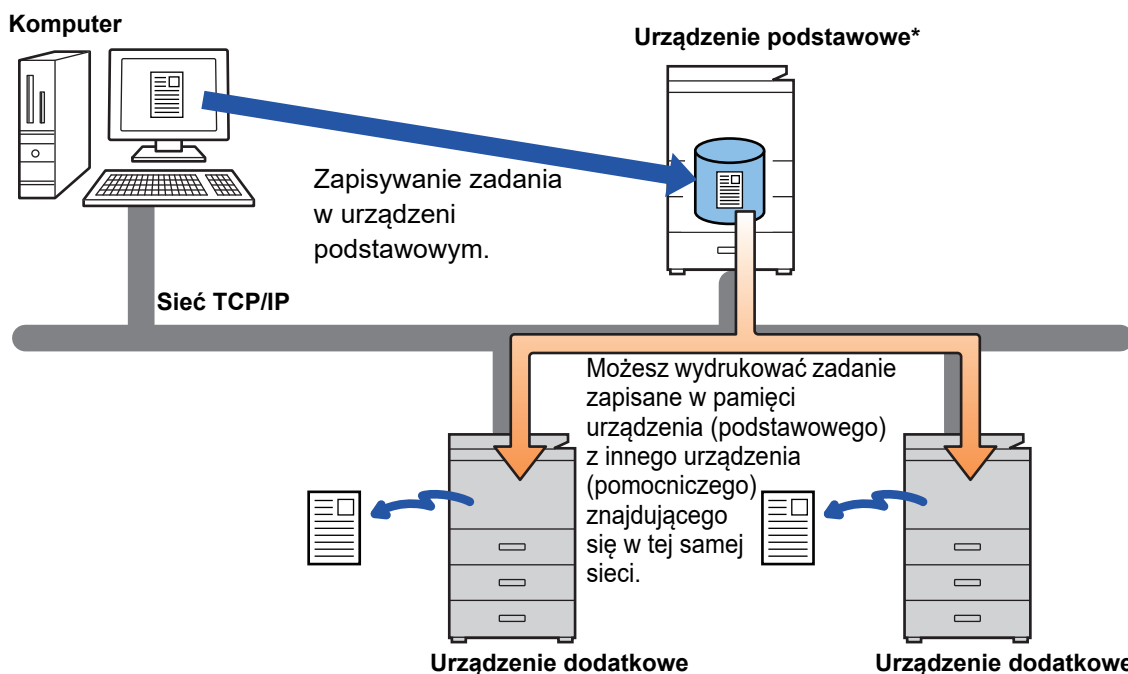 Komputer
Urządzenie podstawowe*
Zapisywanie zadania
w urządzeni
podstawowym.
Sieć TCP/IP
Możesz wydrukować zadanie
zapisane w pamięci
urządzenia (podstawowego)
z innego urządzenia
(pomocniczego)
znajdującego
się w tej samej
sieci.
Urządzenie dodatkowe
Urządzenie dodatkowe